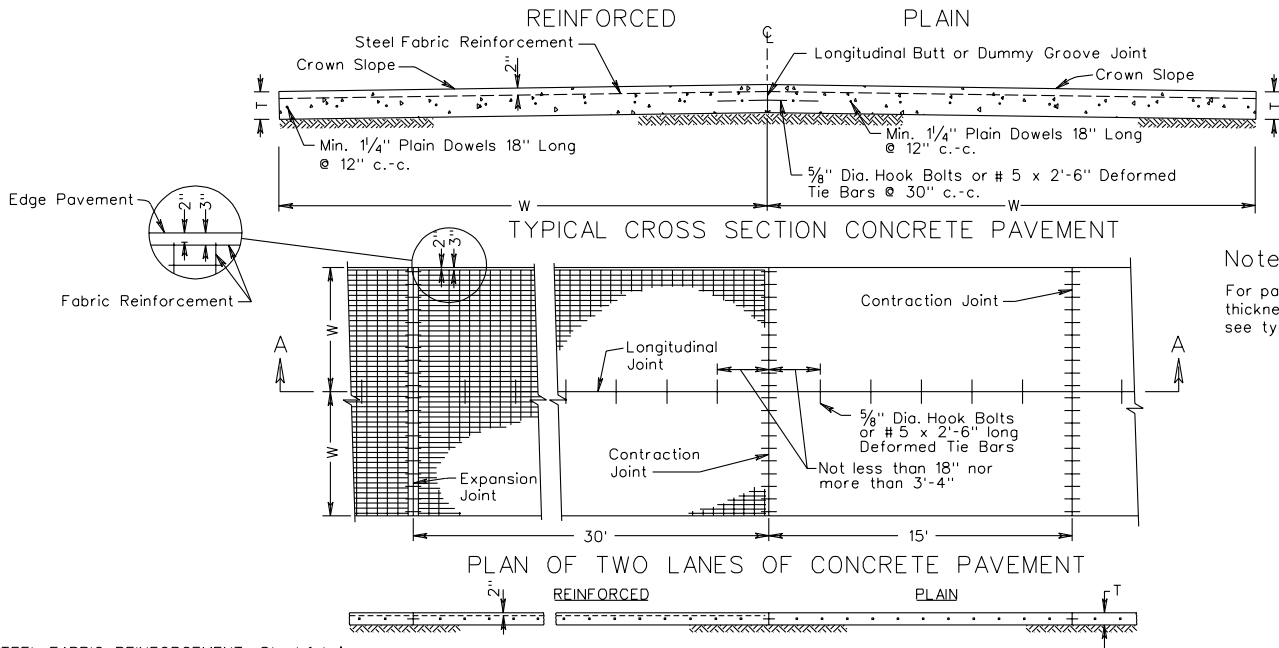 REINFORCED
PLAIN
℄
Steel Fabric Reinforcement
2"
Longitudinal Butt or Dummy Groove Joint
Crown Slope
Crown Slope
T
T
Min. 1¼" Plain Dowels 18" Long
@ 12" c.-c.
Min. 1¼" Plain Dowels 18" Long
@ 12" c.-c.
⅝" Dia. Hook Bolts or # 5 x 2'-6" Deformed
Tie Bars @ 30" c.-c.
W
W
TYPICAL CROSS SECTION CONCRETE PAVEMENT
Edge Pavement
2"
3"
Fabric Reinforcement
2"
3"
Note
For pa
thickne
see ty
Contraction Joint
W
A
Longitudinal
Joint
A
⅝" Dia. Hook Bolts
or # 5 x 2'-6" long
Deformed Tie Bars
W
Contraction
Joint
Not less than 18" nor
more than 3'-4"
Expansion
Joint
30'
15'
PLAN OF TWO LANES OF CONCRETE PAVEMENT
2"
REINFORCED
PLAIN
T